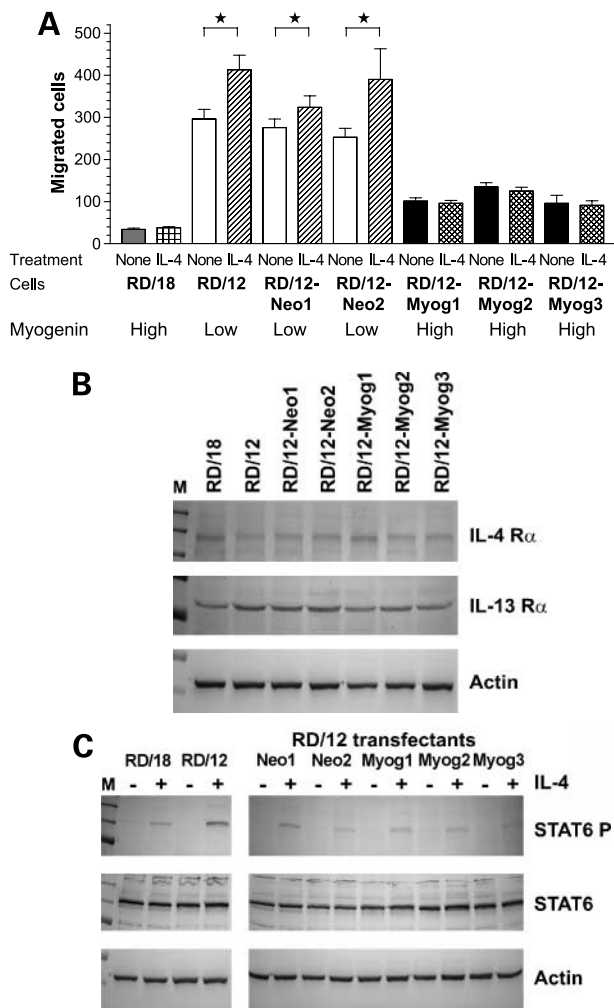 A
★ ★ ★
500
400
300
200
100
0
Migrated cells
Treatment None IL-4 None IL-4 None IL-4 None IL-4 None IL-4 None IL-4 None IL-4
Cells RD/18 RD/12 RD/12- RD/12- RD/12- RD/12- RD/12-
Neo1 Neo2 Myog1 Myog2 Myog3
Myogenin High Low Low Low High High High
B
M RD/18 RD/12 RD/12-Neo1 RD/12-Neo2 RD/12-Myog1 RD/12-Myog2 RD/12-Myog3
IL-4 Rα
IL-13 Rα
Actin
C
RD/12 transfectants
RD/18 RD/12 Neo1 Neo2 Myog1 Myog2 Myog3
M - + - + - + - + - + - + - + IL-4
STAT6 P
STAT6
Actin